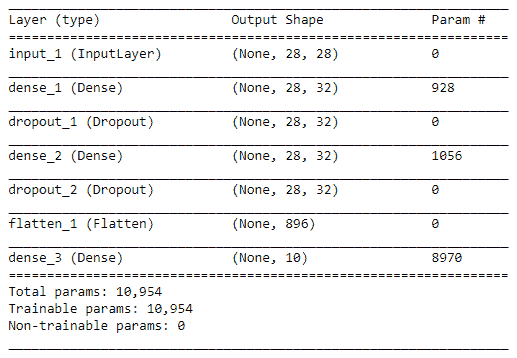 Layer (type) Output Shape Param #
input_1 (InputLayer) (None, 28, 28) 0
dense_1 (Dense) (None, 28, 32) 928
dropout_1 (Dropout) (None, 28, 32) 0
dense_2 (Dense) (None, 28, 32) 1056
dropout_2 (Dropout) (None, 28, 32) 0
flatten_1 (Flatten) (None, 896) 0
dense_3 (Dense) (None, 10) 8970
Total params: 10,954
Trainable params: 10,954
Non-trainable params: 0